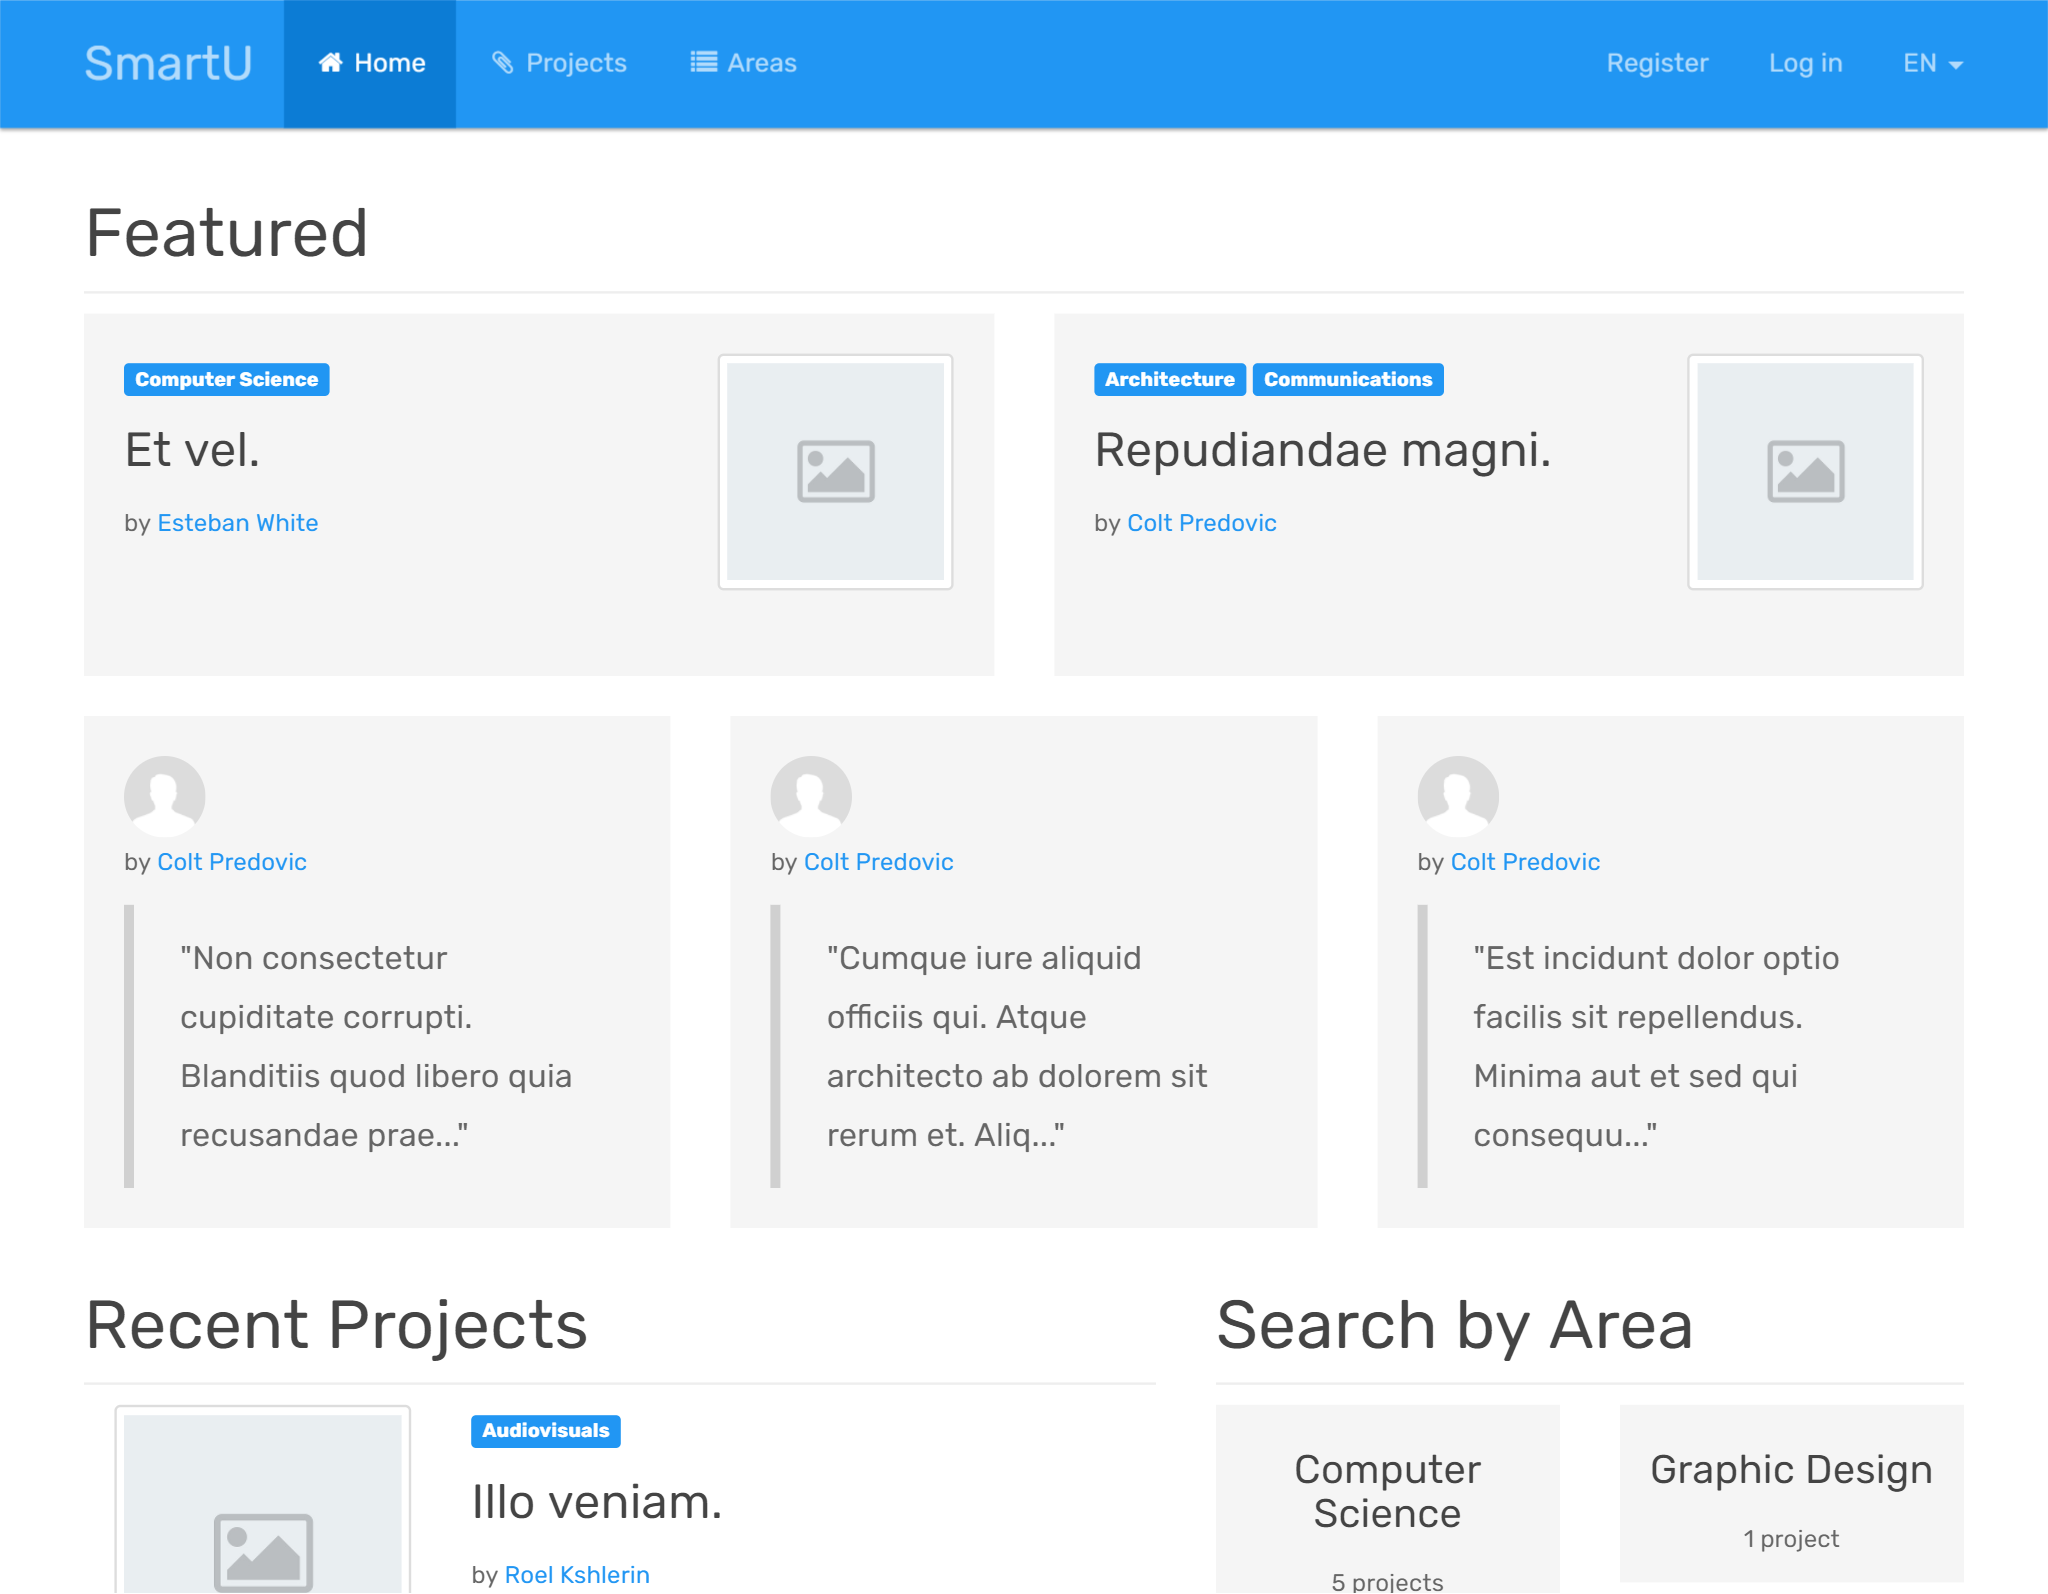 SmartU Home Projects Areas Register Log in EN
Featured
Computer Science
Et vel.
by Esteban White
Architecture Communications
Repudiandae magni.
by Colt Predovic
by Colt Predovic
"Non consectetur
cupiditate corrupti.
Blanditiis quod libero quia
recusandae prae..."
by Colt Predovic
"Cumque iure aliquid
officiis qui. Atque
architecto ab dolorem sit
rerum et. Aliq..."
by Colt Predovic
"Est incidunt dolor optio
facilis sit repellendus.
Minima aut et sed qui
consequu..."
Recent Projects
Audiovisuals
Illo veniam.
by Roel Kshlerin
Search by Area
Computer
Science
5 projects
Graphic Design
1 project